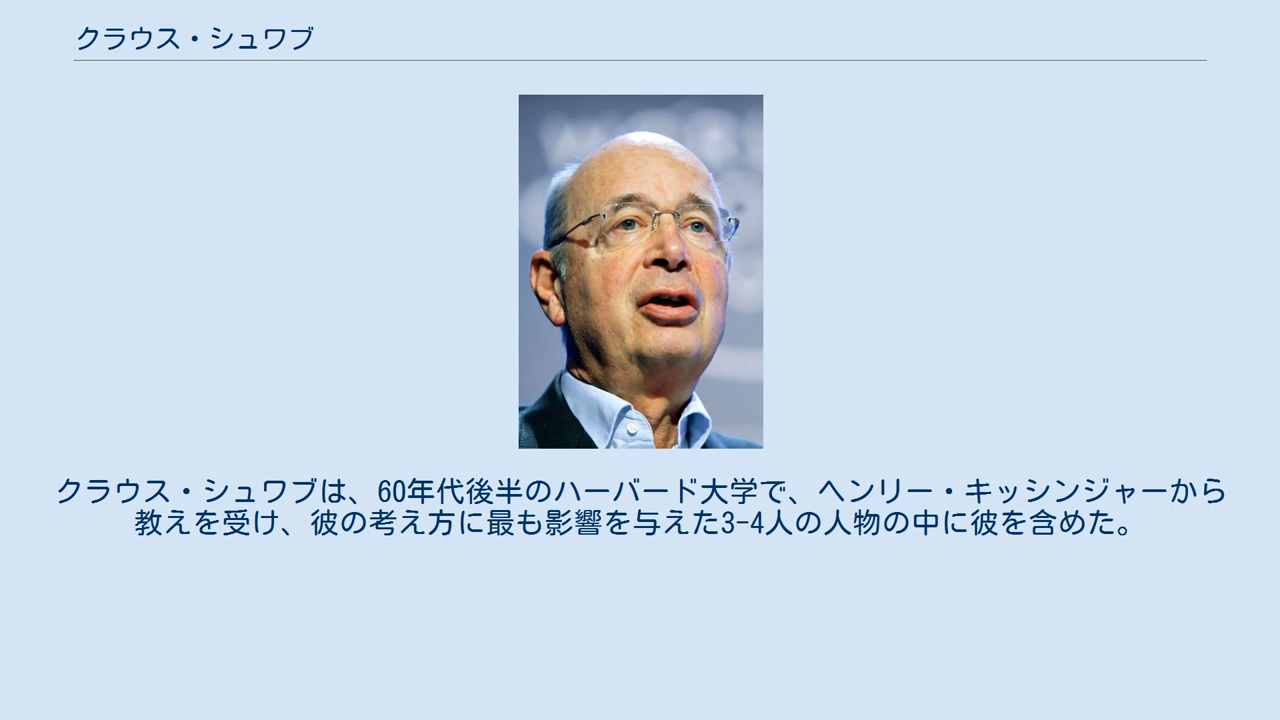 クラウス・シュワブ
クラウス・シュワブは、60年代後半のハーバード大学で、ヘンリー・キッシンジャーから
教えを受け、彼の考え方に最も影響を与えた3-4人の人物の中に彼を含めた。